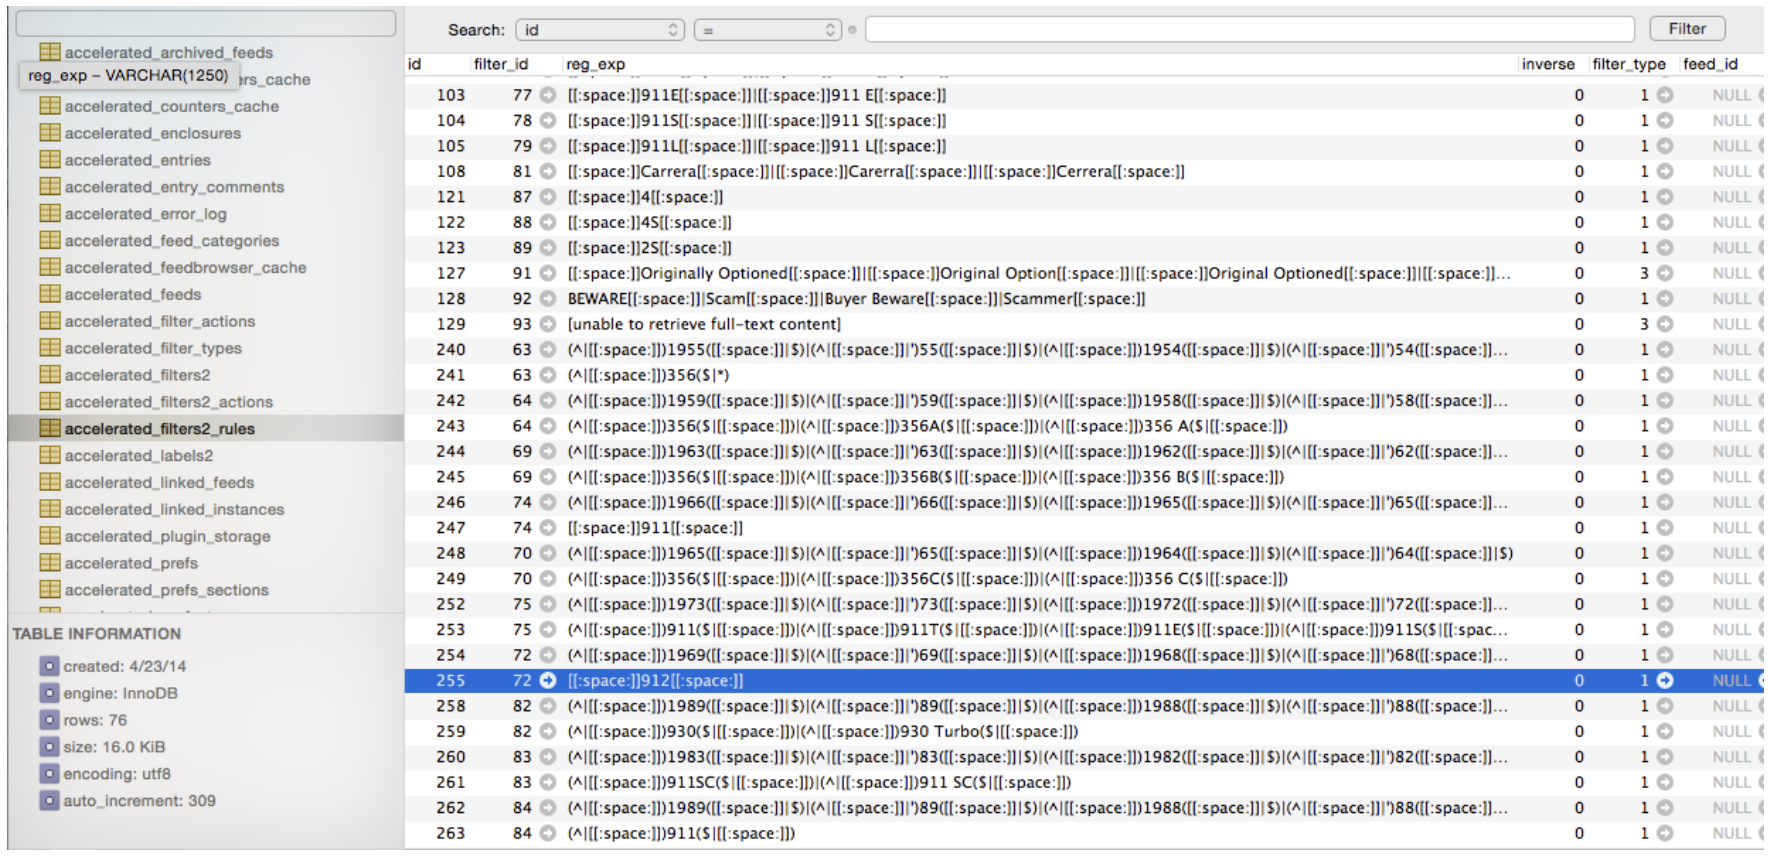 Search: id = Filter
accelerated_archived_feeds
reg_exp – VARCHAR(1250)
ers_cache
accelerated_counters_cache
accelerated_enclosures
accelerated_entries
accelerated_entry_comments
accelerated_error_log
accelerated_feed_categories
accelerated_feedbrowser_cache
accelerated_feeds
accelerated_filter_actions
accelerated_filter_types
accelerated_filters2
accelerated_filters2_actions
accelerated_filters2_rules
accelerated_labels2
accelerated_linked_feeds
accelerated_linked_instances
accelerated_plugin_storage
accelerated_prefs
accelerated_prefs_sections
TABLE INFORMATION
created: 4/23/14
engine: InnoDB
rows: 76
size: 16.0 KiB
encoding: utf8
auto_increment: 309
id filter_id reg_exp inverse filter_type feed_id
103 77 [[:space:]]911E[[:space:]]|[[:space:]]911 E[[:space:]] 0 1 NULL
104 78 [[:space:]]911S[[:space:]]|[[:space:]]911 S[[:space:]] 0 1 NULL
105 79 [[:space:]]911L[[:space:]]|[[:space:]]911 L[[:space:]] 0 1 NULL
108 81 [[:space:]]Carrera[[:space:]]|[[:space:]]Carerra[[:space:]]|[[:space:]]Cerrera[[:space:]] 0 1 NULL
121 87 [[:space:]]4[[:space:]] 0 1 NULL
122 88 [[:space:]]4S[[:space:]] 0 1 NULL
123 89 [[:space:]]2S[[:space:]] 0 1 NULL
127 91 [[:space:]]Originally Optioned[[:space:]]|[[:space:]]Original Option[[:space:]]|[[:space:]]Original Optioned[[:space:]]|[[:space:]]... 0 3 NULL
128 92 BEWARE[[:space:]]|Scam[[:space:]]|Buyer Beware[[:space:]]|Scammer[[:space:]] 0 1 NULL
129 93 [unable to retrieve full-text content] 0 3 NULL
240 63 (^|[[:space:]])1955([[:space:]]|$)|(^|[[:space:]]|')55([[:space:]]|$)|(^|[[:space:]])1954([[:space:]]|$)|(^|[[:space:]]|')54([[:space:]]... 0 1 NULL
241 63 (^|[[:space:]])356($|*) 0 1 NULL
242 64 (^|[[:space:]])1959([[:space:]]|$)|(^|[[:space:]]|')59([[:space:]]|$)|(^|[[:space:]])1958([[:space:]]|$)|(^|[[:space:]]|')58([[:space:]]... 0 1 NULL
243 64 (^|[[:space:]])356($|[[:space:]])|(^|[[:space:]])356A($|[[:space:]])|(^|[[:space:]])356 A($|[[:space:]]) 0 1 NULL
244 69 (^|[[:space:]])1963([[:space:]]|$)|(^|[[:space:]]|')63([[:space:]]|$)|(^|[[:space:]])1962([[:space:]]|$)|(^|[[:space:]]|')62([[:space:]]... 0 1 NULL
245 69 (^|[[:space:]])356($|[[:space:]])|(^|[[:space:]])356B($|[[:space:]])|(^|[[:space:]])356 B($|[[:space:]]) 0 1 NULL
246 74 (^|[[:space:]])1966([[:space:]]|$)|(^|[[:space:]]|')66([[:space:]]|$)|(^|[[:space:]])1965([[:space:]]|$)|(^|[[:space:]]|')65([[:space:]]... 0 1 NULL
247 74 [[:space:]]911[[:space:]] 0 1 NULL
248 70 (^|[[:space:]])1965([[:space:]]|$)|(^|[[:space:]]|')65([[:space:]]|$)|(^|[[:space:]])1964([[:space:]]|$)|(^|[[:space:]]|')64([[:space:]]|$) 0 1 NULL
249 70 (^|[[:space:]])356($|[[:space:]])|(^|[[:space:]])356C($|[[:space:]])|(^|[[:space:]])356 C($|[[:space:]]) 0 1 NULL
252 75 (^|[[:space:]])1973([[:space:]]|$)|(^|[[:space:]]|')73([[:space:]]|$)|(^|[[:space:]])1972([[:space:]]|$)|(^|[[:space:]]|')72([[:space:]]... 0 1 NULL
253 75 (^|[[:space:]])911($|[[:space:]])|(^|[[:space:]])911T($|[[:space:]])|(^|[[:space:]])911E($|[[:space:]])|(^|[[:space:]])911S($|[[:spac... 0 1 NULL
254 72 (^|[[:space:]])1969([[:space:]]|$)|(^|[[:space:]]|')69([[:space:]]|$)|(^|[[:space:]])1968([[:space:]]|$)|(^|[[:space:]]|')68([[:space:]]... 0 1 NULL
255 72 [[:space:]]912[[:space:]] 0 1 NULL
258 82 (^|[[:space:]])1989([[:space:]]|$)|(^|[[:space:]]|')89([[:space:]]|$)|(^|[[:space:]])1988([[:space:]]|$)|(^|[[:space:]]|')88([[:space:]]... 0 1 NULL
259 82 (^|[[:space:]])930($|[[:space:]])|(^|[[:space:]])930 Turbo($|[[:space:]]) 0 1 NULL
260 83 (^|[[:space:]])1983([[:space:]]|$)|(^|[[:space:]]|')83([[:space:]]|$)|(^|[[:space:]])1982([[:space:]]|$)|(^|[[:space:]]|')82([[:space:]]... 0 1 NULL
261 83 (^|[[:space:]])911SC($|[[:space:]])|(^|[[:space:]])911 SC($|[[:space:]]) 0 1 NULL
262 84 (^|[[:space:]])1989([[:space:]]|$)|(^|[[:space:]]|')89([[:space:]]|$)|(^|[[:space:]])1988([[:space:]]|$)|(^|[[:space:]]|')88([[:space:]]... 0 1 NULL
263 84 (^|[[:space:]])911($|[[:space:]]) 0 1 NULL